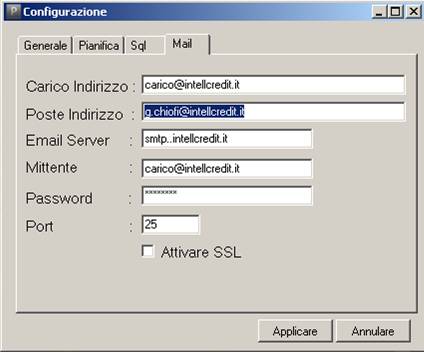 P Configurazione
Generale Pianifica Sql Mail
Carico Indirizzo : carico@intellcredit.it
Poste Indirizzo : g.chiofi@intellcredit.it
Email Server : smtp..intellcredit.it
Mittente : carico@intellcredit.it
Password : ********
Port : 25
Attivare SSL
Applicare Annulare